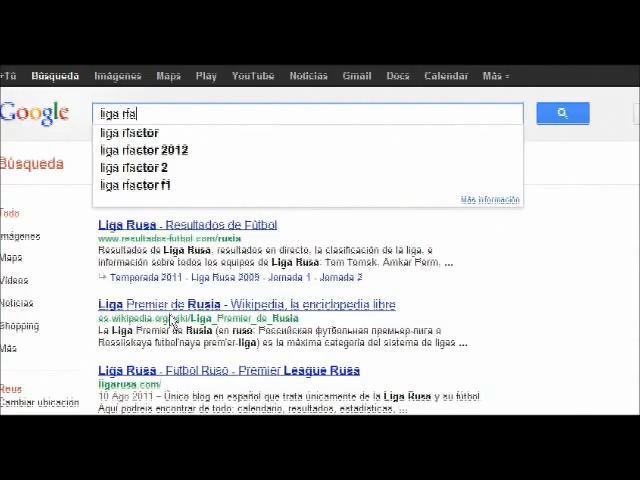 +Tú Búsqueda Imágenes Maps Play YouTube Noticias Gmail Docs Calendar Más
Google liga rfa
liga rfactor
liga rfactor 2012
liga rfactor 2
liga rfactor f1
Más información
Búsqueda
Todo
Imágenes
Maps
Vídeos
Noticias
Shopping
Más
Reus
Cambiar ubicación
Liga Rusa - Resultados de Fútbol
www.resultados-futbol.com/rusia
Resultados de Liga Rusa, resultados en directo, la clasificación de la liga, e
información sobre todos los equipos de Liga Rusa: Tom Tomsk, Amkar Perm, ...
Temporada 2011 - Liga Rusa 2009 - Jornada 1 - Jornada 2
Liga Premier de Rusia - Wikipedia, la enciclopedia libre
es.wikipedia.org/wiki/Liga_Premier_de_Rusia
La Liga Premier de Rusia (en ruso: Российская футбольная премьер-лига o
Rossiiskaya futbol'naya prem'er-liga) es la máxima categoría del sistema de ligas ...
Liga Rusa - Futbol Ruso - Premier League Rusa
ligarusa.com/
10 Ago 2011 – Único blog en español que trata únicamente de la Liga Rusa y su fútbol
Aquí podreis encontrar de todo: calendario, resultados, estadísticas, ...